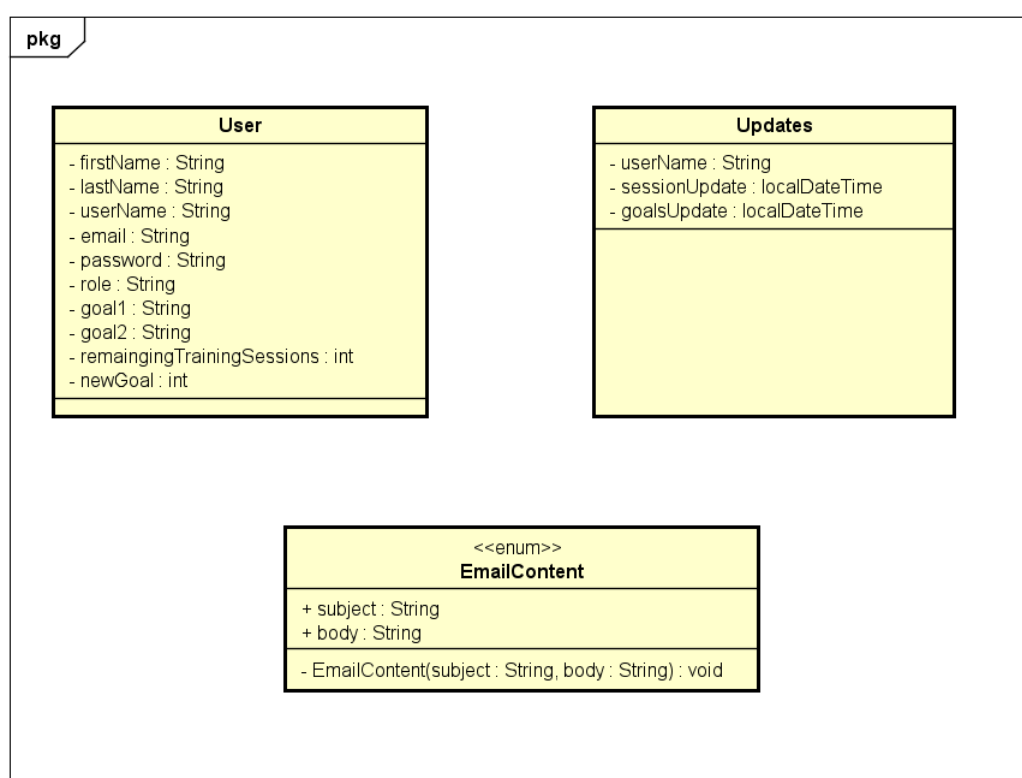 pkg
User
- firstName : String
- lastName : String
- userName : String
- email : String
- password : String
- role : String
- goal1 : String
- goal2 : String
- remaingingTrainingSessions : int
- newGoal : int
Updates
- userName : String
- sessionUpdate : localDateTime
- goalsUpdate : localDateTime
<<enum>>
EmailContent
+ subject : String
+ body : String
- EmailContent(subject : String, body : String) : void